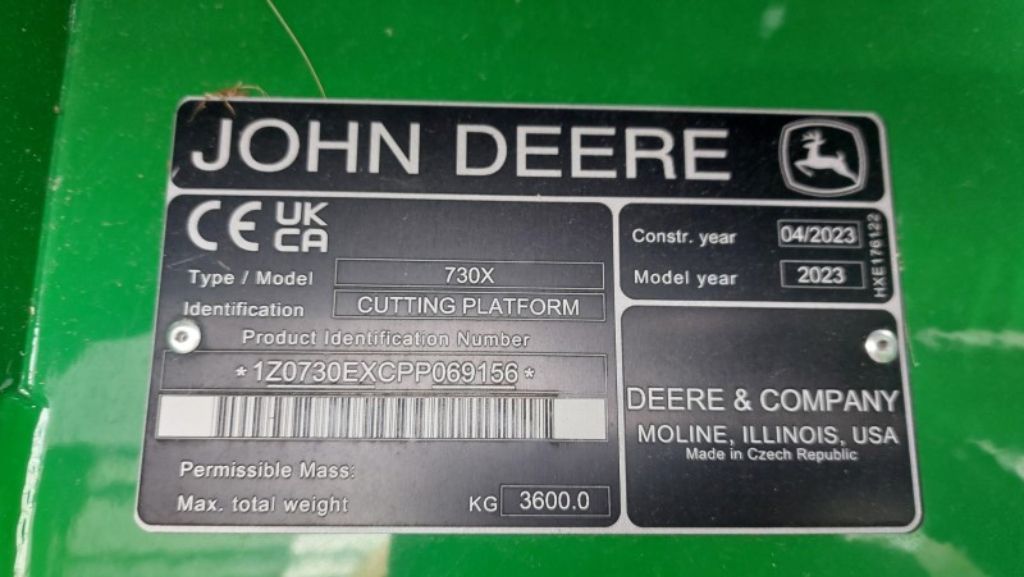 JOHN DEERE
CE UK CA
Type / Model 730X
Identification CUTTING PLATFORM
Product Identification Number
*1Z0730EXCPP069156*
Permissible Mass:
Max. total weight KG 3600.0
Constr. year 04/2023
Model year 2023
HXE176122
DEERE & COMPANY
MOLINE, ILLINOIS, USA
Made in Czech Republic